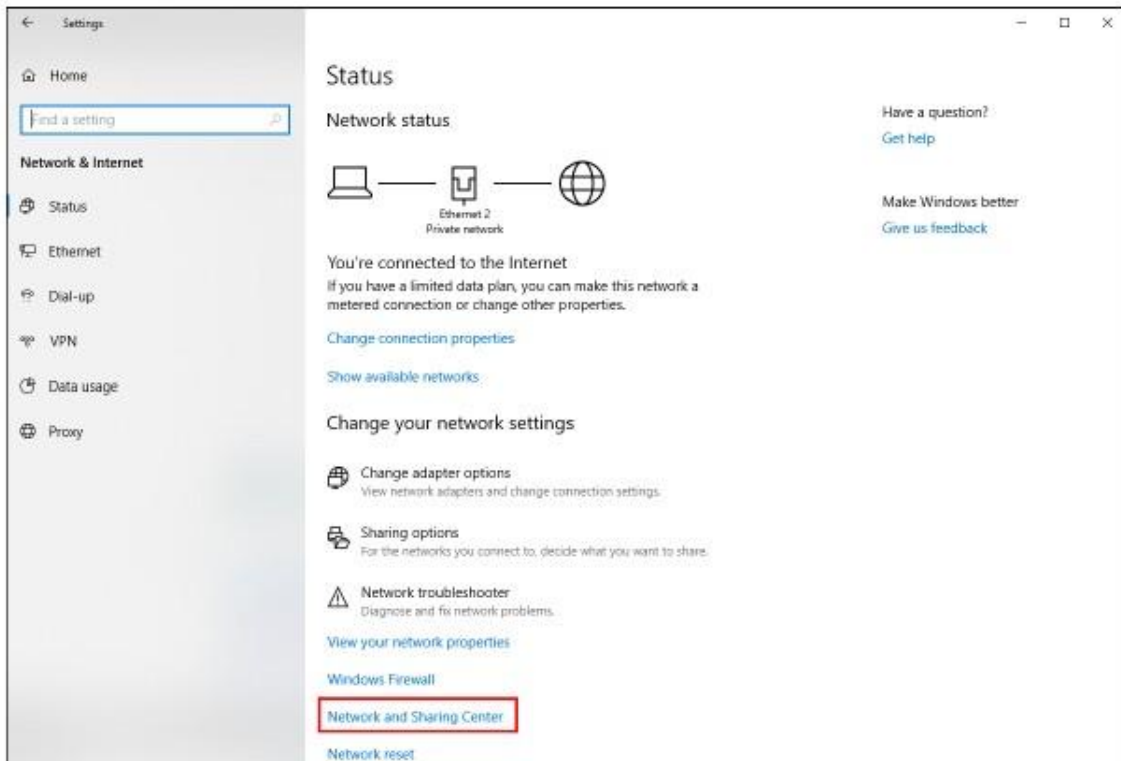 Settings
Home
Find a setting
Network & Internet
Status
Ethernet
Dial-up
VPN
Data usage
Proxy
Status
Network status
Ethernet 2
Private network
You're connected to the Internet
If you have a limited data plan, you can make this network a
metered connection or change other properties.
Change connection properties
Show available networks
Change your network settings
Change adapter options
View network adapters and change connection settings.
Sharing options
For the networks you connect to, decide what you want to share.
Network troubleshooter
Diagnose and fix network problems.
View your network properties
Windows Firewall
Network and Sharing Center
Network reset
Have a question?
Get help
Make Windows better
Give us feedback